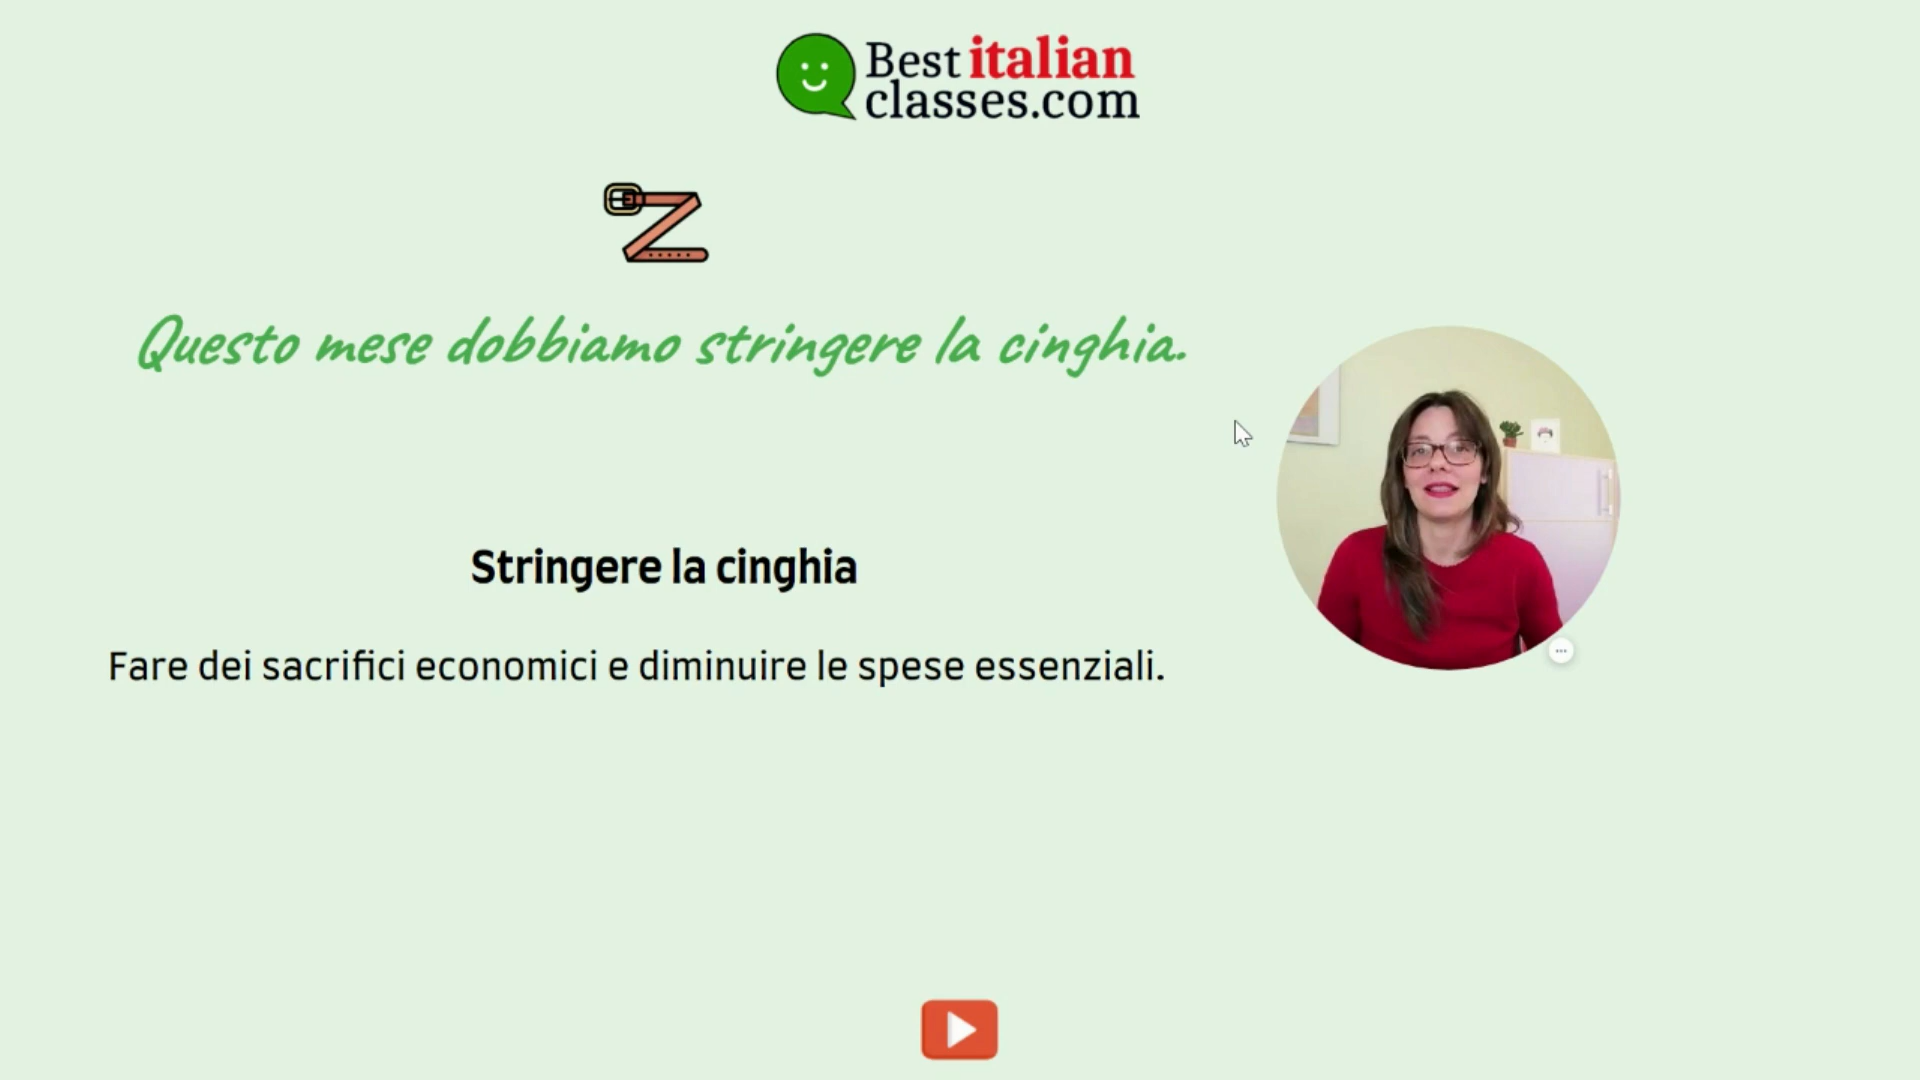 Best italian
classes.com
Questo mese dobbiamo stringere la cinghia.
Stringere la cinghia
Fare dei sacrifici economici e diminuire le spese essenziali.